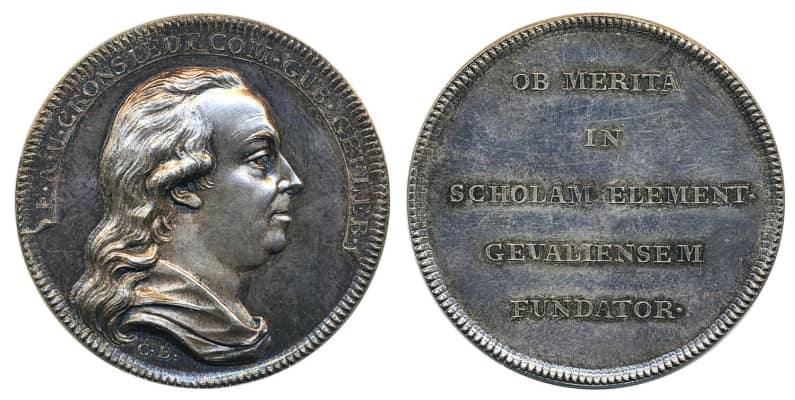 F·A·U·CRONSTEDT COM·GUB·GEFLEB·
C.E.
OB MERITA
IN
SCHOLAM ELEMENT·
GEVALIENSEM
FUNDATOR·